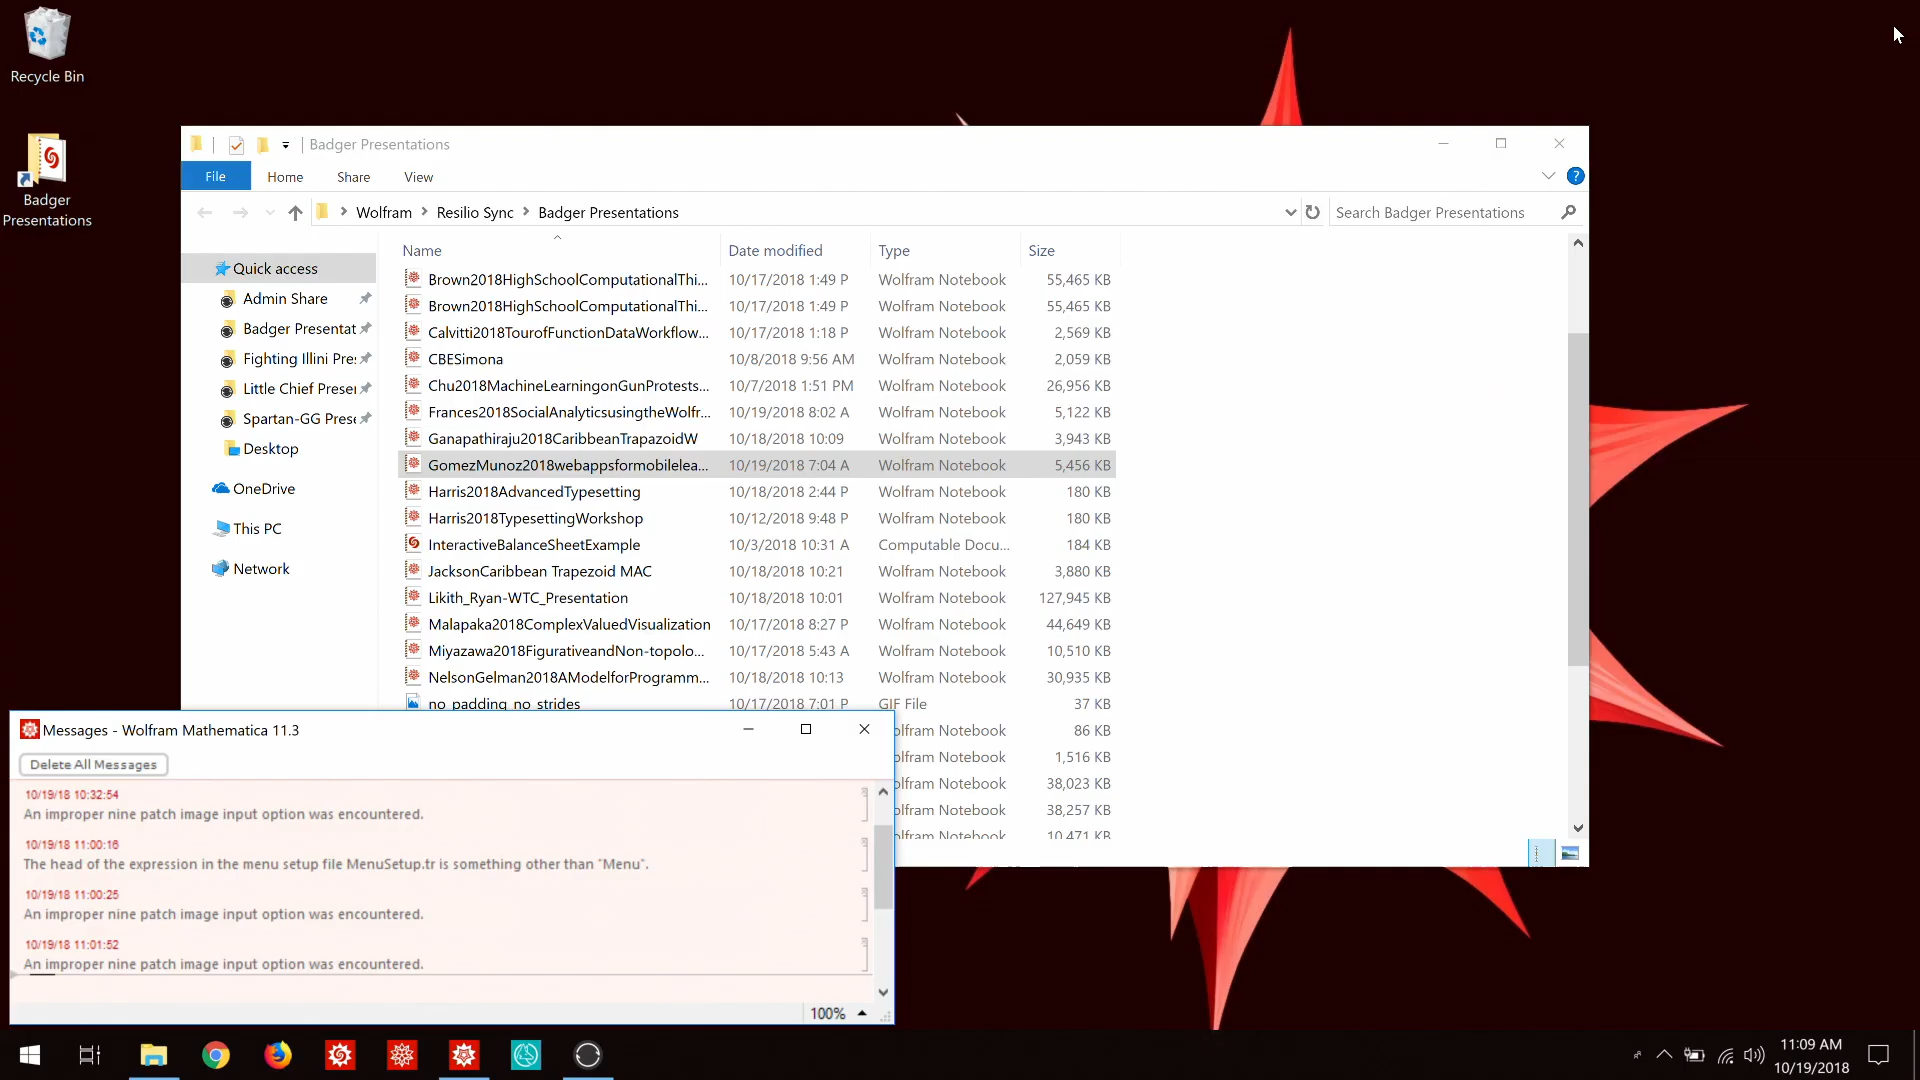 Recycle Bin
Badger
Presentations
Badger Presentations
File Home Share View
Wolfram Resilio Sync Badger Presentations
Search Badger Presentations
Quick access
Admin Share
Badger Presentat
Fighting Illini Pre
Little Chief Preser
Spartan-GG Prese
Desktop
OneDrive
This PC
Network
Name Date modified Type Size
Brown2018HighSchoolComputationalThi... 10/17/2018 1:49 P Wolfram Notebook 55,465 KB
Brown2018HighSchoolComputationalThi... 10/17/2018 1:49 P Wolfram Notebook 55,465 KB
Calvitti2018TourofFunctionDataWorkflow... 10/17/2018 1:18 P Wolfram Notebook 2,569 KB
CBESimona 10/8/2018 9:56 AM Wolfram Notebook 2,059 KB
Chu2018MachineLearningonGunProtests... 10/7/2018 1:51 PM Wolfram Notebook 26,956 KB
Frances2018SocialAnalyticsusingtheWolfr... 10/19/2018 8:02 A Wolfram Notebook 5,122 KB
Ganapathiraju2018CaribbeanTrapazoidW 10/18/2018 10:09 Wolfram Notebook 3,943 KB
GomezMunoz2018webappsformobilelea... 10/19/2018 7:04 A Wolfram Notebook 5,456 KB
Harris2018AdvancedTypesetting 10/18/2018 2:44 P Wolfram Notebook 180 KB
Harris2018TypesettingWorkshop 10/12/2018 9:48 P Wolfram Notebook 180 KB
InteractiveBalanceSheetExample 10/3/2018 10:31 A Computable Docu... 184 KB
JacksonCaribbean Trapezoid MAC 10/18/2018 10:21 Wolfram Notebook 3,880 KB
Likith_Ryan-WTC_Presentation 10/18/2018 10:01 Wolfram Notebook 127,945 KB
Malapaka2018ComplexValuedVisualization 10/17/2018 8:27 P Wolfram Notebook 44,649 KB
Miyazawa2018FigurativeandNon-topolo... 10/17/2018 5:43 A Wolfram Notebook 10,510 KB
NelsonGelman2018AModelforProgramm... 10/18/2018 10:13 Wolfram Notebook 30,935 KB
no_padding_no_strides 10/17/2018 7:01 P GIF File 37 KB
olfram Notebook 86 KB
olfram Notebook 1,516 KB
olfram Notebook 38,023 KB
olfram Notebook 38,257 KB
olfram Notebook 10,471 KB
Messages - Wolfram Mathematica 11.3
Delete All Messages
10/19/18 10:32:54
An improper nine patch image input option was encountered.
10/19/18 11:00:16
The head of the expression in the menu setup file MenuSetup.tr is something other than "Menu".
10/19/18 11:00:25
An improper nine patch image input option was encountered.
10/19/18 11:01:52
An improper nine patch image input option was encountered.
100%
11:09 AM
10/19/2018